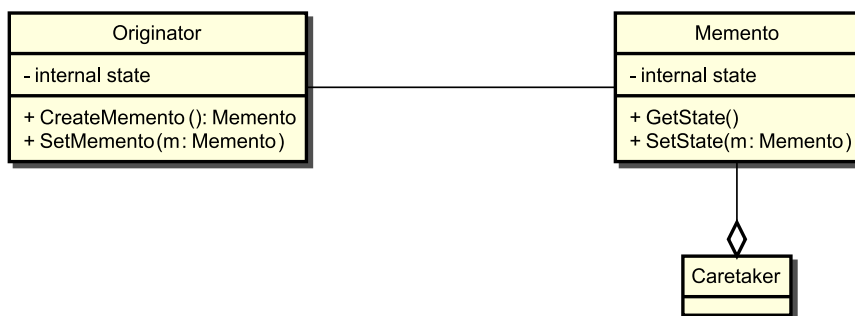 Originator
- internal state
+ CreateMemento(): Memento
+ SetMemento(m: Memento)
Memento
- internal state
+ GetState()
+ SetState(m: Memento)
Caretaker